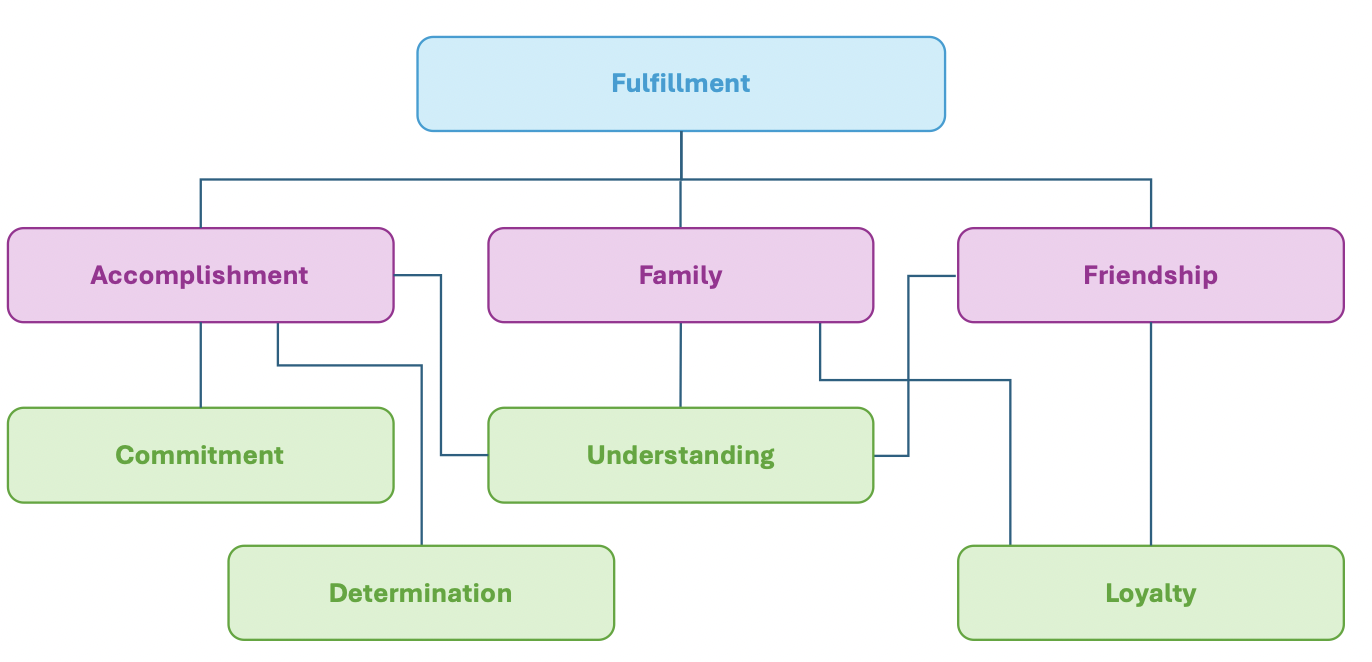 Fulfillment
Accomplishment
Family
Friendship
Commitment
Understanding
Determination
Loyalty